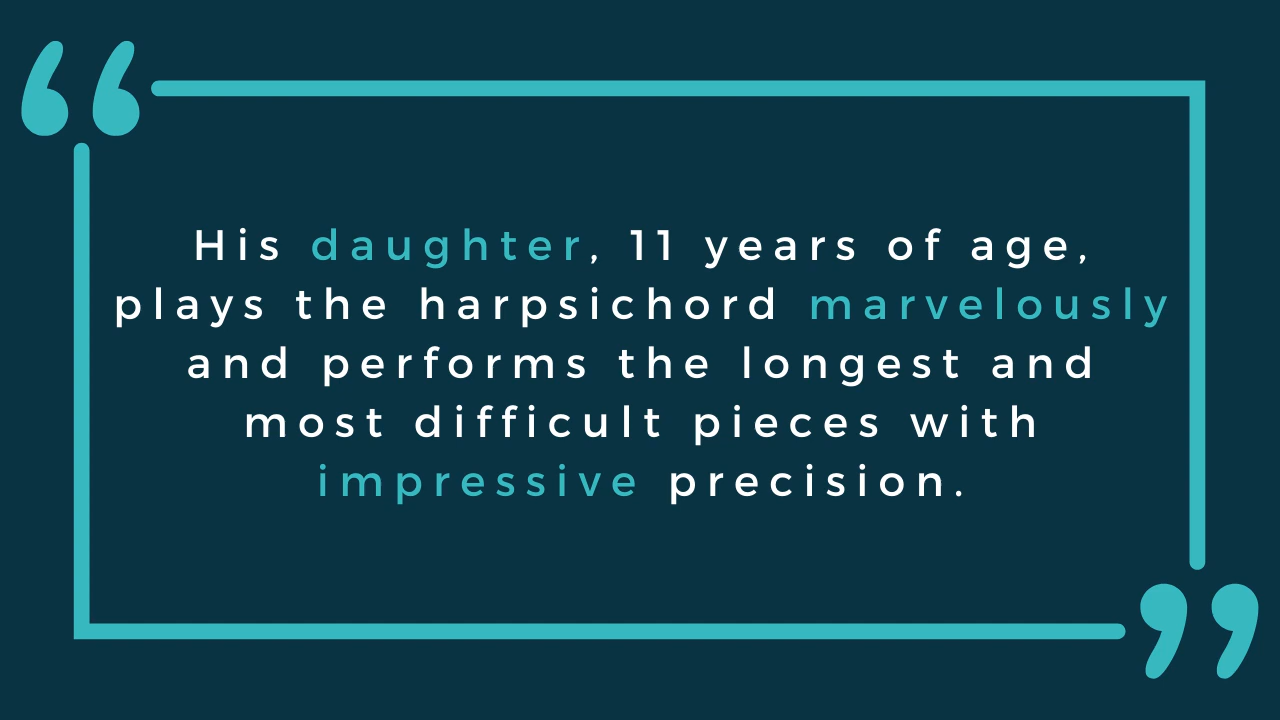 His daughter, 11 years of age,
plays the harpsichord marvelously
and performs the longest and
most difficult pieces with
impressive precision.